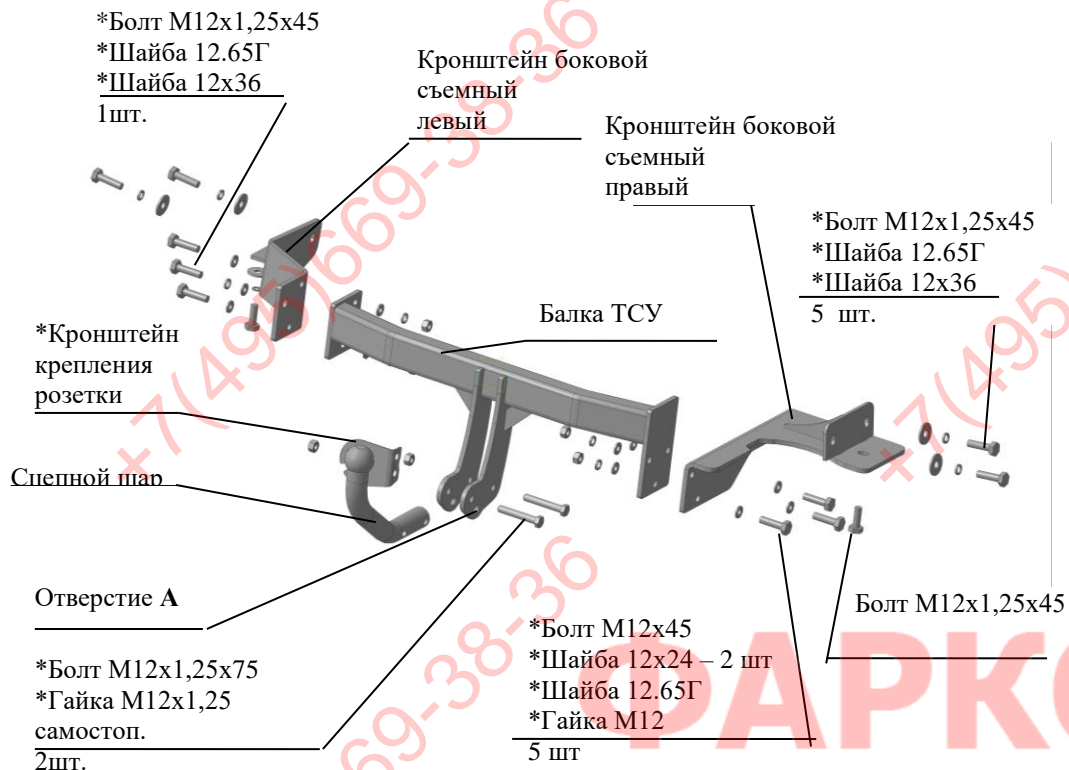 *Болт М12х1,25х45
*Шайба 12.65Г
*Шайба 12х36
1шт.
Кронштейн боковой
съемный
левый
Кронштейн боковой
съемный
правый
*Болт М12х1,25х45
*Шайба 12.65Г
*Шайба 12х36
5 шт.
Балка ТСУ
*Кронштейн
крепления
розетки
Сцепной шар
Отверстие А
*Болт М12х1,25х75
*Гайка М12х1,25
самостоп.
2шт.
*Болт М12х45
*Шайба 12х24 – 2 шт
*Шайба 12.65Г
*Гайка М12
5 шт
Болт М12х1,25х45
+7(495)669-38-36
+7(495)
69-38-36
ФАРКО